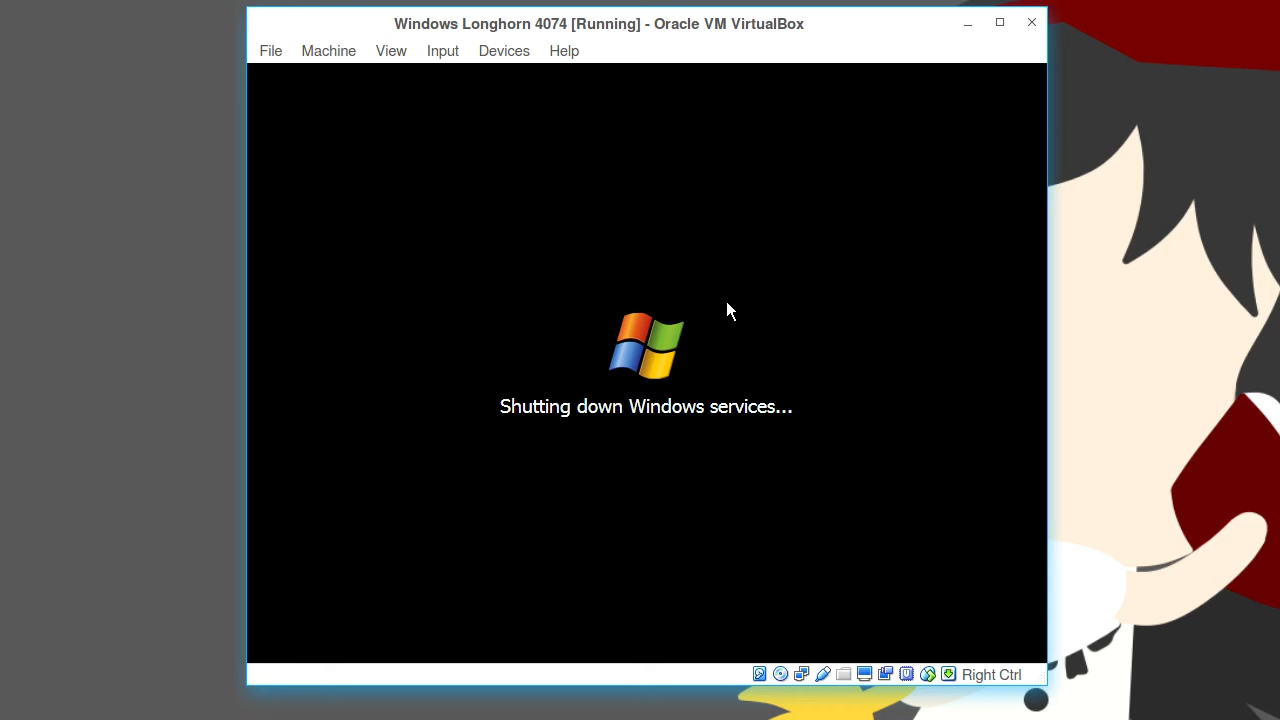 Windows Longhorn 4074 [Running] - Oracle VM VirtualBox
File Machine View Input Devices Help
Shutting down Windows services...
Right Ctrl